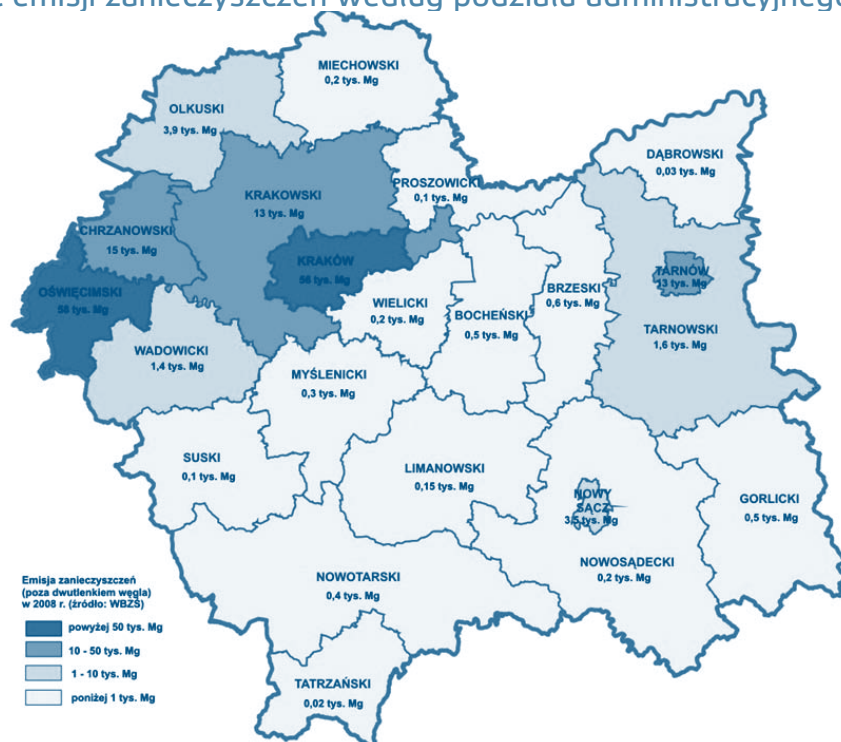 emisji zanieczyszczeń według podziału administracyjnego
MIECHOWSKI
0,2 tys. Mg
OLKUSKI
3,9 tys. Mg
DĄBROWSKI
0,03 tys. Mg
PROSZOWICKI
0,1 tys. Mg
KRAKOWSKI
13 tys. Mg
CHRZANOWSKI
15 tys. Mg
KRAKÓW
56 tys. Mg
TARNÓW
13 tys. Mg
OŚWIĘCIMSKI
58 tys. Mg
WIELICKI
0,2 tys. Mg
BOCHEŃSKI
0,5 tys. Mg
BRZESKI
0,6 tys. Mg
TARNOWSKI
1,6 tys. Mg
WADOWICKI
1,4 tys. Mg
MYŚLENICKI
0,3 tys. Mg
SUSKI
0,1 tys. Mg
LIMANOWSKI
0,15 tys. Mg
NOWY
SĄCZ
3,5 tys. Mg
GORLICKI
0,5 tys. Mg
NOWOSĄDECKI
0,2 tys. Mg
NOWOTARSKI
0,4 tys. Mg
TATRZAŃSKI
0,02 tys. Mg
Emisja zanieczyszczeń
(poza dwutlenkiem węgla)
w 2008 r. (źródło: WBZŚ)
powyżej 50 tys. Mg
10 - 50 tys. Mg
1 - 10 tys. Mg
poniżej 1 tys. Mg